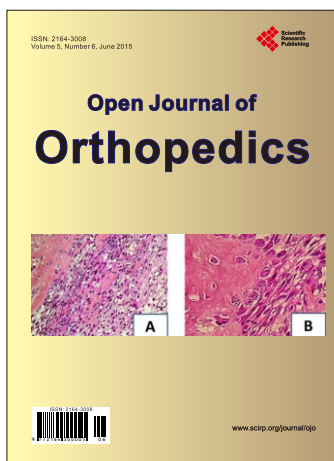 ISSN: 2164-3008
Volume 5, Number 6, June 2015
Scientific
Research
Publishing
Open Journal of
Orthopedics
A
B
ISSN: 2164-3008
www.scirp.org/journal/ojo